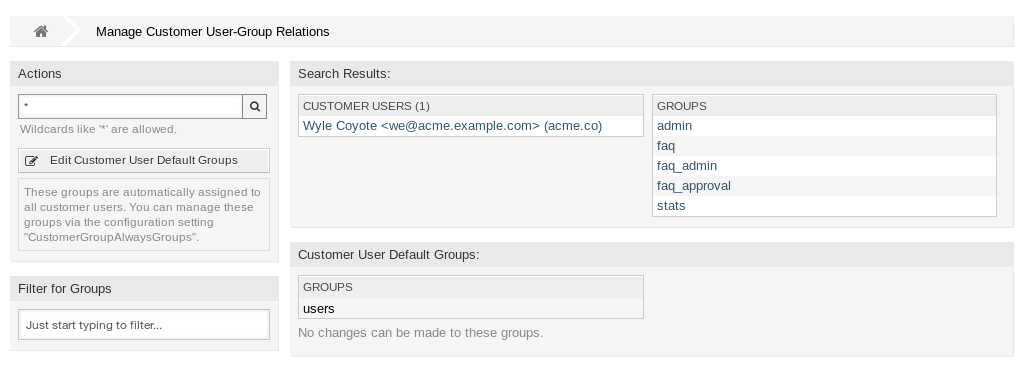 Manage Customer User-Group Relations
Actions
*
Wildcards like '*' are allowed.
Edit Customer User Default Groups
These groups are automatically assigned to
all customer users. You can manage these
groups via the configuration setting
"CustomerGroupAlwaysGroups".
Filter for Groups
Just start typing to filter...
Search Results:
CUSTOMER USERS (1)
Wyle Coyote <we@acme.example.com> (acme.co)
GROUPS
admin
faq
faq_admin
faq_approval
stats
Customer User Default Groups:
GROUPS
users
No changes can be made to these groups.